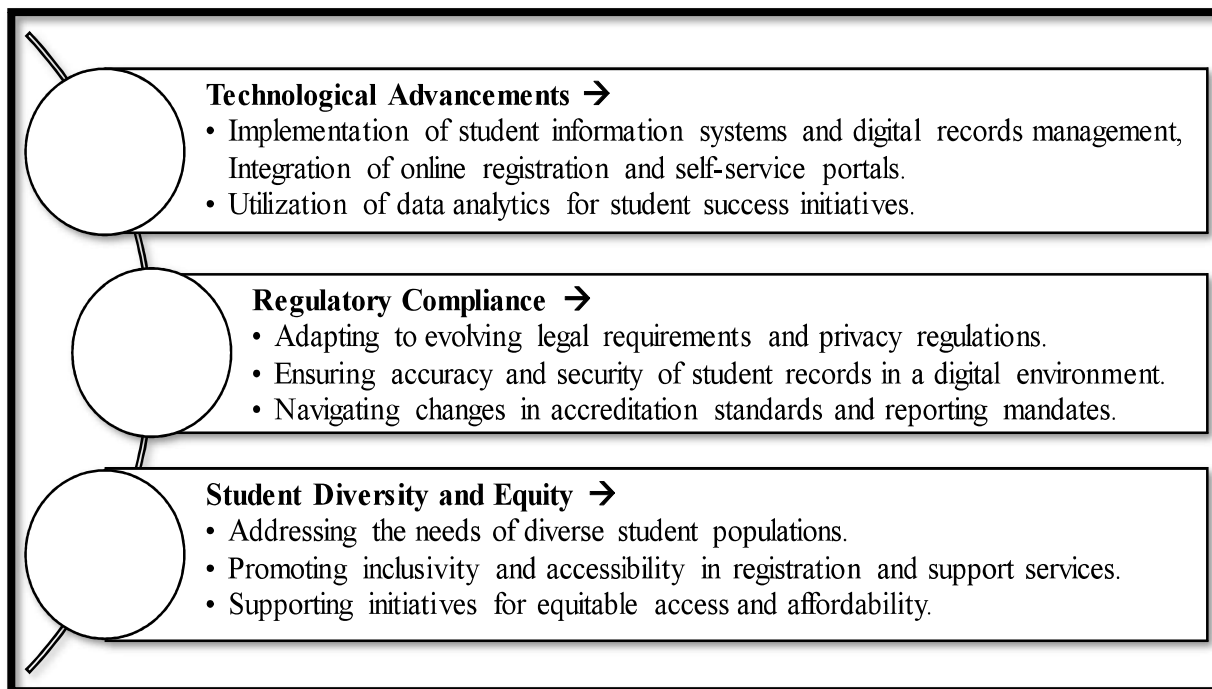 Technological Advancements →
• Implementation of student information systems and digital records management,
Integration of online registration and self-service portals.
• Utilization of data analytics for student success initiatives.
Regulatory Compliance →
• Adapting to evolving legal requirements and privacy regulations.
• Ensuring accuracy and security of student records in a digital environment.
• Navigating changes in accreditation standards and reporting mandates.
Student Diversity and Equity →
• Addressing the needs of diverse student populations.
• Promoting inclusivity and accessibility in registration and support services.
• Supporting initiatives for equitable access and affordability.